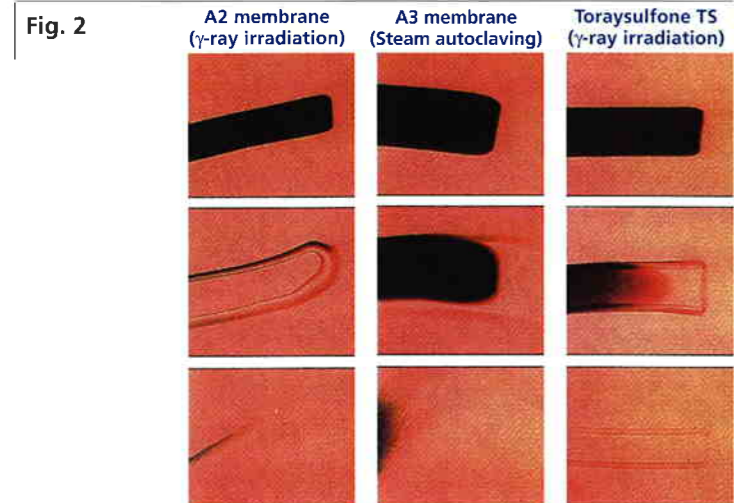 Fig. 2
A2 membrane
(γ-ray irradiation)
A3 membrane
(Steam autoclaving)
Toraysulfone TS
(γ-ray irradiation)